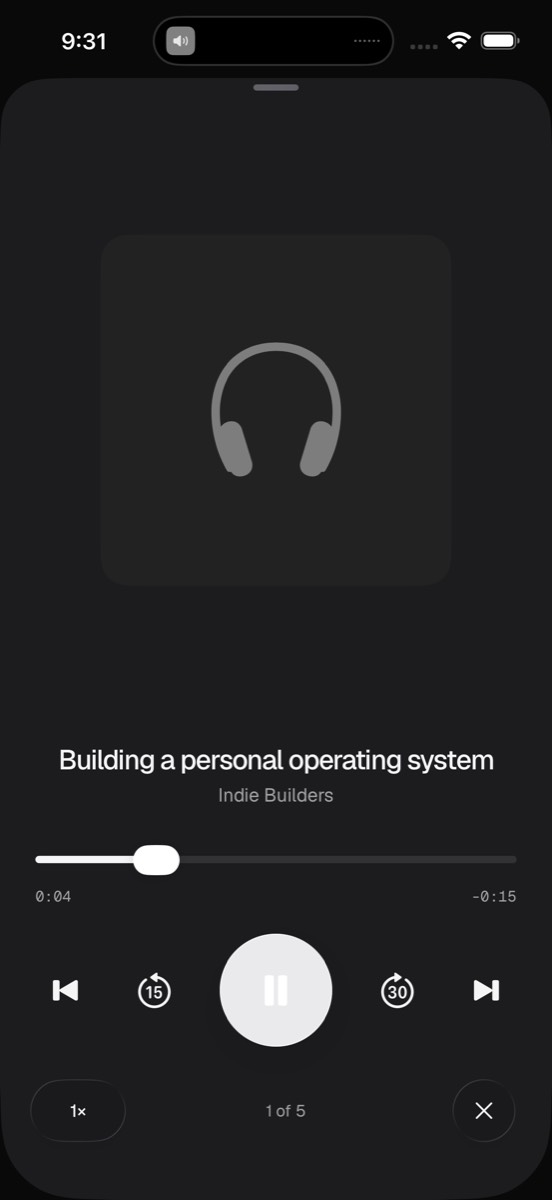 9:31
Building a personal operating system
Indie Builders
0:04
-0:15
15
30
1×
1 of 5